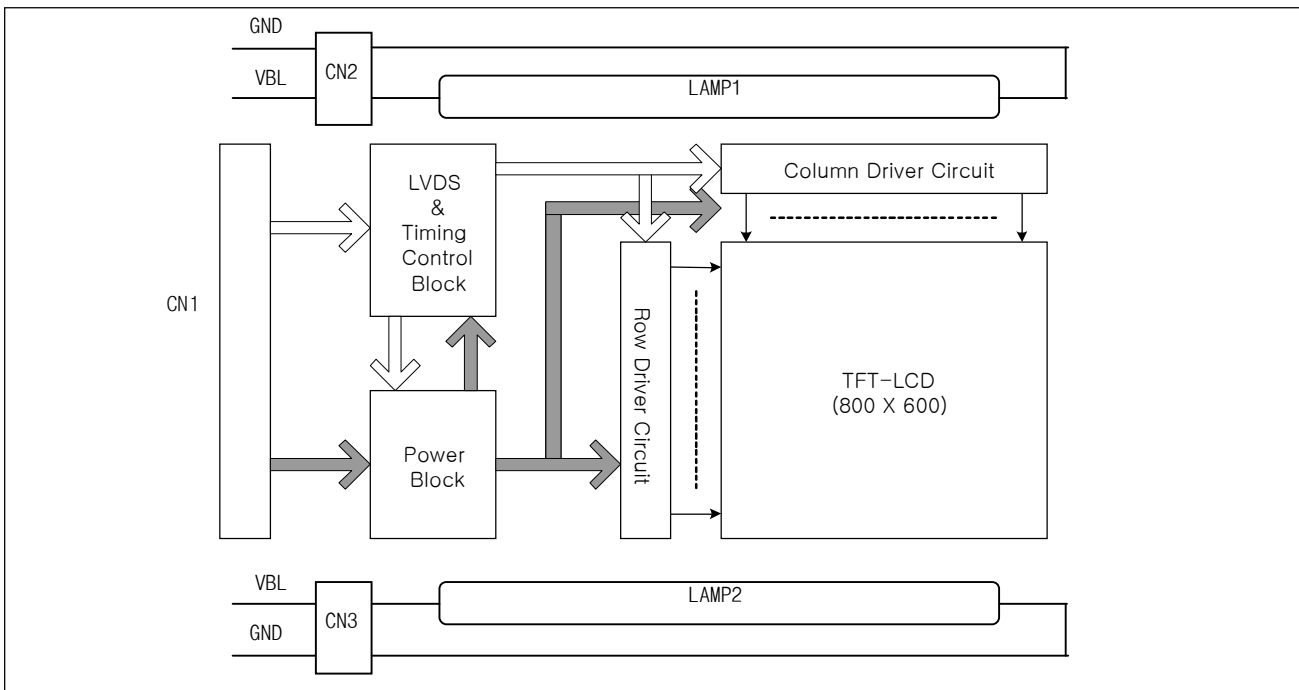 GND
CN2
VBL
LAMP1
LVDS
&
Timing
Control
Block
Column Driver Circuit
CN1
Row Driver Circuit
TFT-LCD
(800 X 600)
Power
Block
VBL
LAMP2
CN3
GND